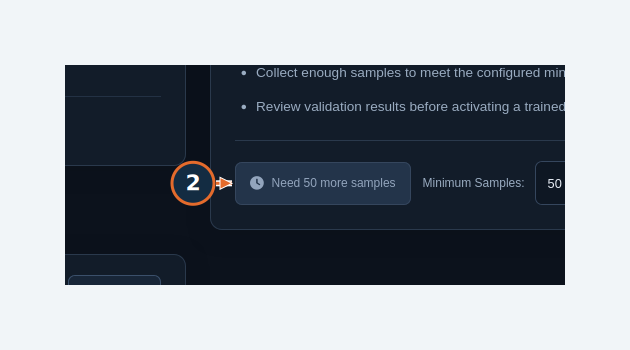 Collect enough samples to meet the configured min
Review validation results before activating a trained
2
Need 50 more samples
Minimum Samples:
50